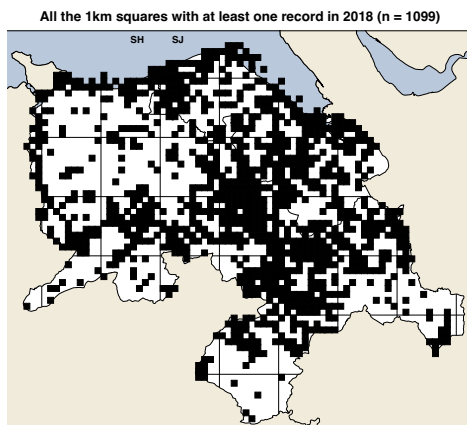 All the 1km squares with at least one record in 2018 (n = 1099)
SH SJ